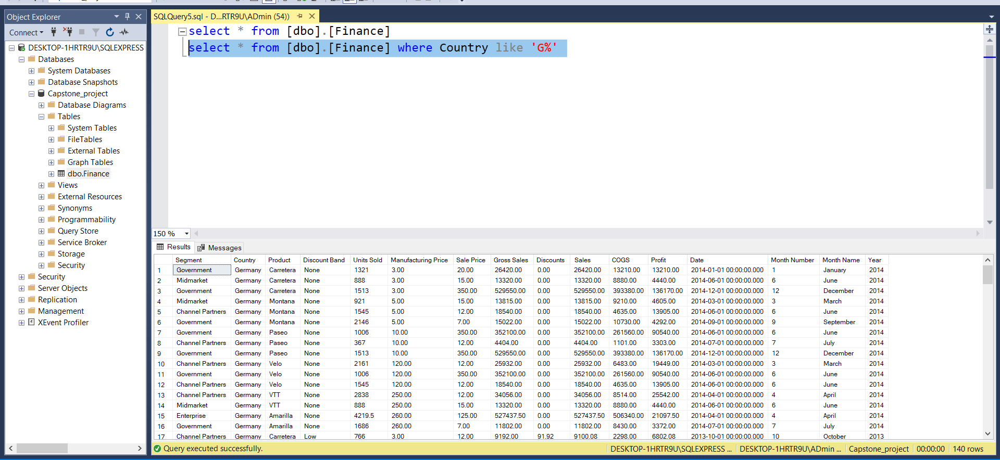 Object Explorer
Connect
DESKTOP-1HRTR9U\SQLEXPRESS
Databases
System Databases
Database Snapshots
Capstone_project
Database Diagrams
Tables
System Tables
FileTables
External Tables
Graph Tables
dbo.Finance
Views
External Resources
Synonyms
Programmability
Query Store
Service Broker
Storage
Security
Security
Server Objects
Replication
Management
XEvent Profiler
SQLQuery5.sql - D...RTR9U\ADmin (54))
select * from [dbo].[Finance]
select * from [dbo].[Finance] where Country like 'G%'
150 %
Results Messages
Segment Country Product Discount Band Units Sold Manufacturing Price Sale Price Gross Sales Discounts Sales COGS Profit Date Month Number Month Name Year
1 Government Germany Carretera None 1321 3.00 20.00 26420.00 0.00 26420.00 13210.00 13210.00 2014-01-01 00:00:00.000 1 January 2014
2 Midmarket Germany Carretera None 888 3.00 15.00 13320.00 0.00 13320.00 8880.00 4440.00 2014-06-01 00:00:00.000 6 June 2014
3 Government Germany Carretera None 1513 3.00 350.00 529550.00 0.00 529550.00 393380.00 136170.00 2014-12-01 00:00:00.000 12 December 2014
4 Midmarket Germany Montana None 921 5.00 15.00 13815.00 0.00 13815.00 9210.00 4605.00 2014-03-01 00:00:00.000 3 March 2014
5 Channel Partners Germany Montana None 1545 5.00 12.00 18540.00 0.00 18540.00 4635.00 13905.00 2014-06-01 00:00:00.000 6 June 2014
6 Government Germany Montana None 2146 5.00 7.00 15022.00 0.00 15022.00 10730.00 4292.00 2014-09-01 00:00:00.000 9 September 2014
7 Government Germany Paseo None 1006 10.00 350.00 352100.00 0.00 352100.00 261560.00 90540.00 2014-06-01 00:00:00.000 6 June 2014
8 Channel Partners Germany Paseo None 367 10.00 12.00 4404.00 0.00 4404.00 1101.00 3303.00 2014-07-01 00:00:00.000 7 July 2014
9 Government Germany Paseo None 1513 10.00 350.00 529550.00 0.00 529550.00 393380.00 136170.00 2014-12-01 00:00:00.000 12 December 2014
10 Channel Partners Germany Velo None 2161 120.00 12.00 25932.00 0.00 25932.00 6483.00 19449.00 2014-03-01 00:00:00.000 3 March 2014
11 Government Germany Velo None 1006 120.00 350.00 352100.00 0.00 352100.00 261560.00 90540.00 2014-06-01 00:00:00.000 6 June 2014
12 Channel Partners Germany Velo None 1545 120.00 12.00 18540.00 0.00 18540.00 4635.00 13905.00 2014-06-01 00:00:00.000 6 June 2014
13 Channel Partners Germany VTT None 2838 250.00 12.00 34056.00 0.00 34056.00 8514.00 25542.00 2014-04-01 00:00:00.000 4 April 2014
14 Midmarket Germany VTT None 888 250.00 15.00 13320.00 0.00 13320.00 8880.00 4440.00 2014-06-01 00:00:00.000 6 June 2014
15 Enterprise Germany Amarilla None 4219.5 260.00 125.00 527437.50 0.00 527437.50 506340.00 21097.50 2014-04-01 00:00:00.000 4 April 2014
16 Government Germany Amarilla None 1686 260.00 7.00 11802.00 0.00 11802.00 8430.00 3372.00 2014-07-01 00:00:00.000 7 July 2014
17 Channel Partners Germany Carretera Low 766 3.00 12.00 9192.00 91.92 9100.08 2298.00 6802.08 2013-10-01 00:00:00.000 10 October 2013
Query executed successfully. DESKTOP-1HRTR9U\SQLEXPRESS ... DESKTOP-1HRTR9U\ADmin ... Capstone_project 00:00:00 140 rows